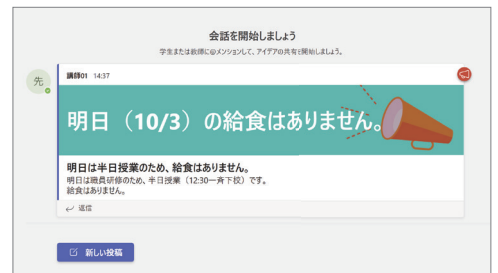 会話を開始しましょう
学生または教師に@メンションして、アイデアの共有を開始しましょう。
先
講師01 14:37
明日（10/3）の給食はありません。
明日は半日授業のため、給食はありません。
明日は職員研修のため、半日授業（12:30一斉下校）です。
給食はありません。
返信
新しい投稿